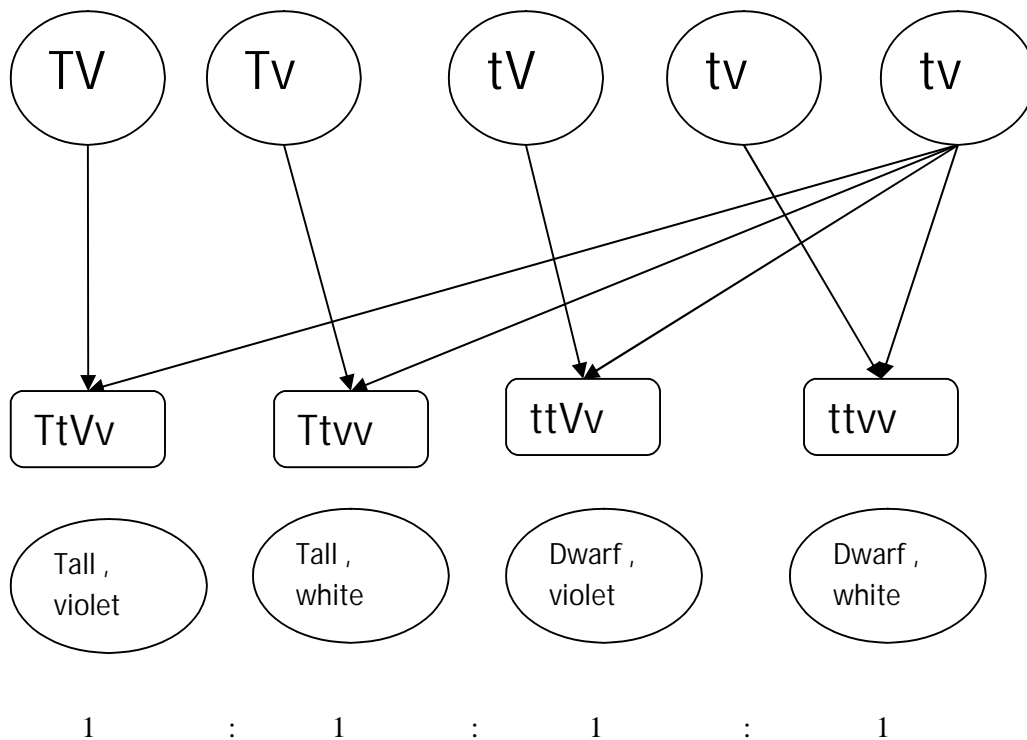 TV Tv tV tv tv
TtVv Ttvv ttVv ttvv
Tall , Tall , Dwarf , Dwarf ,
violet white violet white
1 : 1 : 1 : 1